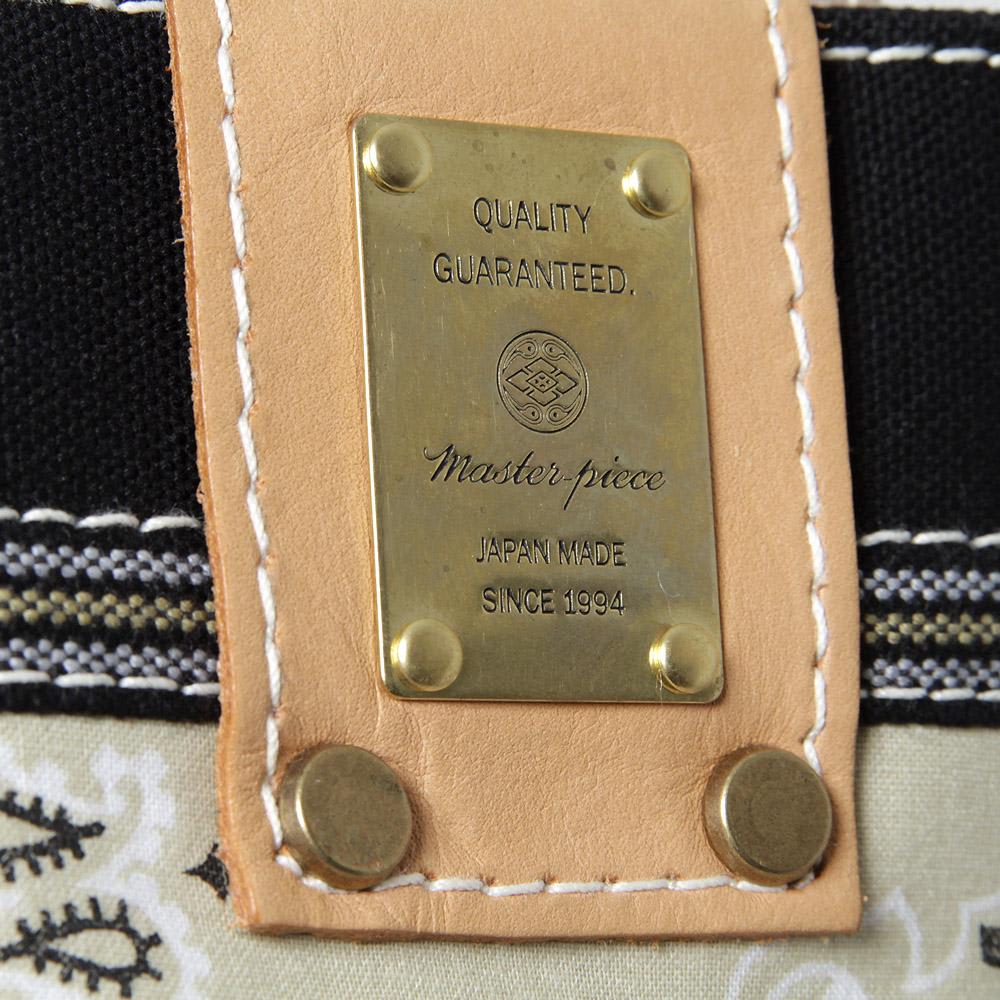 QUALITY
GUARANTEED.
Master-piece
JAPAN MADE
SINCE 1994